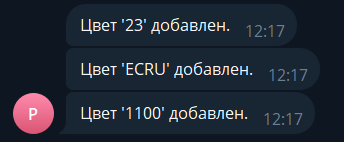 Цвет '23' добавлен. 12:17
Цвет 'ECRU' добавлен. 12:17
P Цвет '1100' добавлен. 12:17